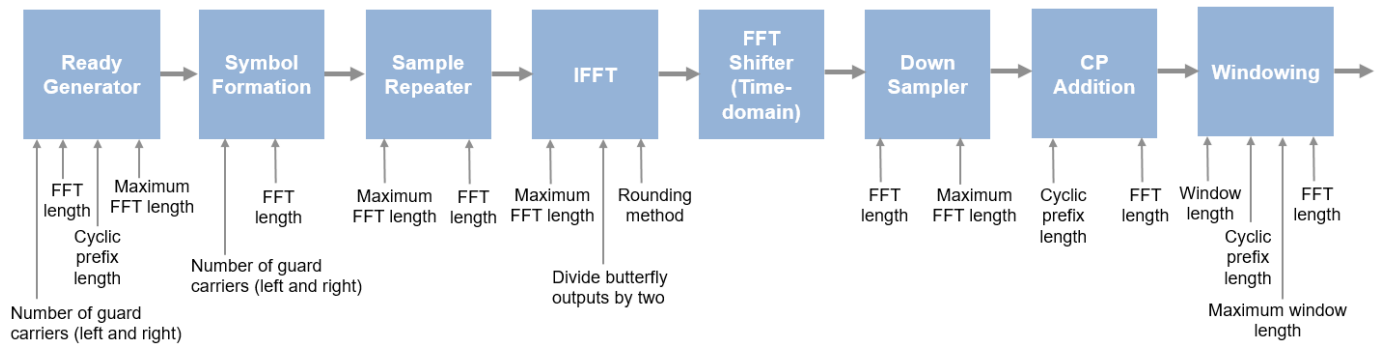 Ready
Generator
Symbol
Formation
Sample
Repeater
IFFT
FFT
Shifter
(Time-
domain)
Down
Sampler
CP
Addition
Windowing
FFT
length
Maximum
FFT length
Cyclic
prefix
length
Number of guard
carriers (left and right)
FFT
length
Number of guard
carriers (left and right)
Maximum
FFT length
FFT
length
Maximum
FFT length
Rounding
method
Divide butterfly
outputs by two
FFT
length
Maximum
FFT length
Cyclic
prefix
length
FFT
length
Window
length
Cyclic
prefix
length
FFT
length
Maximum window
length